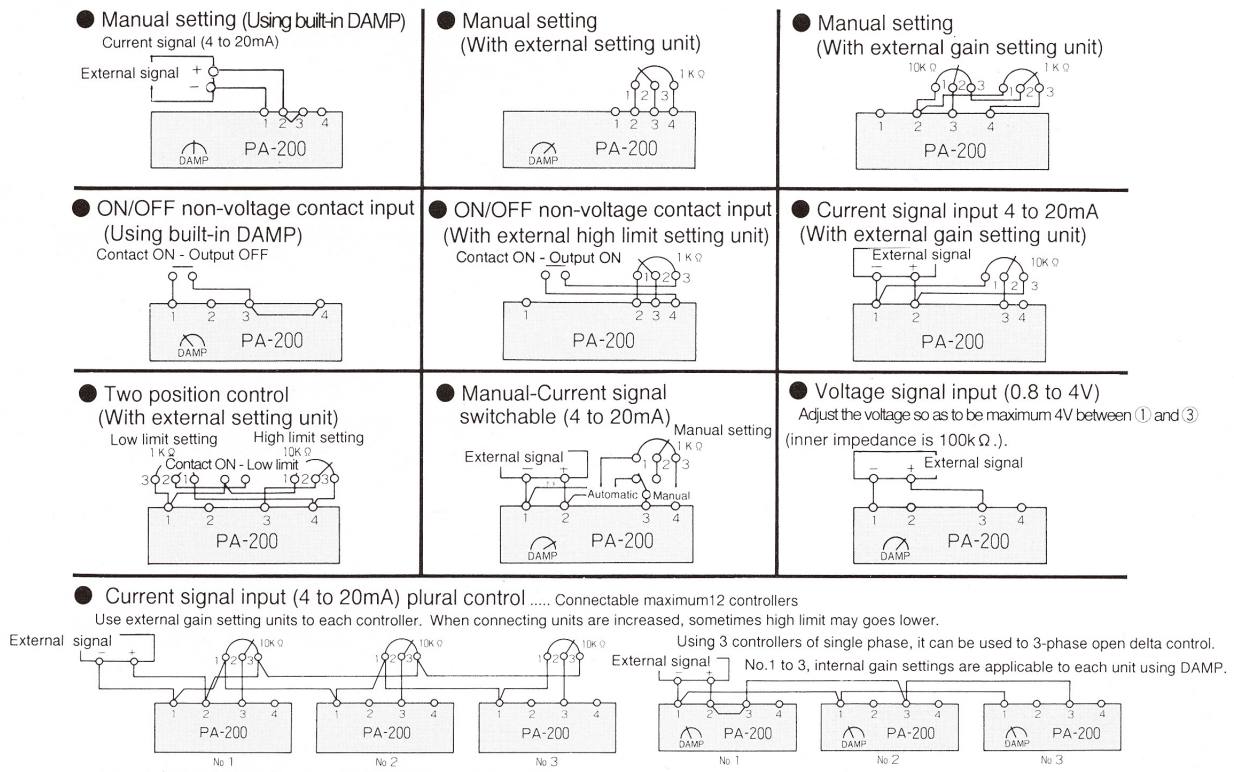 ● Manual setting (Using built-in DAMP)
Current signal (4 to 20mA)
External signal
+
−
1 2 3 4
PA-200
DAMP
● Manual setting
(With external setting unit)
1KΩ
1 2 3
1 2 3 4
PA-200
DAMP
● Manual setting
(With external gain setting unit)
10KΩ 1KΩ
1 2 3 1 2 3
1 2 3 4
PA-200
● ON/OFF non-voltage contact input
(Using built-in DAMP)
Contact ON - Output OFF
1 2 3 4
PA-200
DAMP
● ON/OFF non-voltage contact input
(With external high limit setting unit)
Contact ON - Output ON
1KΩ
1 2 3
1 2 3 4
PA-200
● Current signal input 4 to 20mA
(With external gain setting unit)
External signal
− +
10KΩ
1 2 3
1 2 3 4
PA-200
● Two position control
(With external setting unit)
Low limit setting High limit setting
1KΩ 10KΩ
Contact ON - Low limit
3 2 1 1 2 3
1 2 3 4
PA-200
● Manual-Current signal
switchable (4 to 20mA)
Manual setting
1KΩ
External signal
− +
1 2 3
Automatic Manual
1 2 3 4
PA-200
DAMP
● Voltage signal input (0.8 to 4V)
Adjust the voltage so as to be maximum 4V between ① and ③
(inner impedance is 100kΩ.).
External signal
− +
1 2 3 4
PA-200
DAMP
● Current signal input (4 to 20mA) plural control ..... Connectable maximum12 controllers
Use external gain setting units to each controller. When connecting units are increased, sometimes high limit may goes lower.
External signal
− +
10KΩ 10KΩ 10KΩ
1 2 3 1 2 3 1 2 3
1 2 3 4 1 2 3 4 1 2 3 4
PA-200 PA-200 PA-200
No 1 No 2 No 3
Using 3 controllers of single phase, it can be used to 3-phase open delta control.
External signal
No.1 to 3, internal gain settings are applicable to each unit using DAMP.
− +
1 2 3 4 1 2 3 4 1 2 3 4
PA-200 PA-200 PA-200
DAMP DAMP DAMP
No 1 No 2 No 3